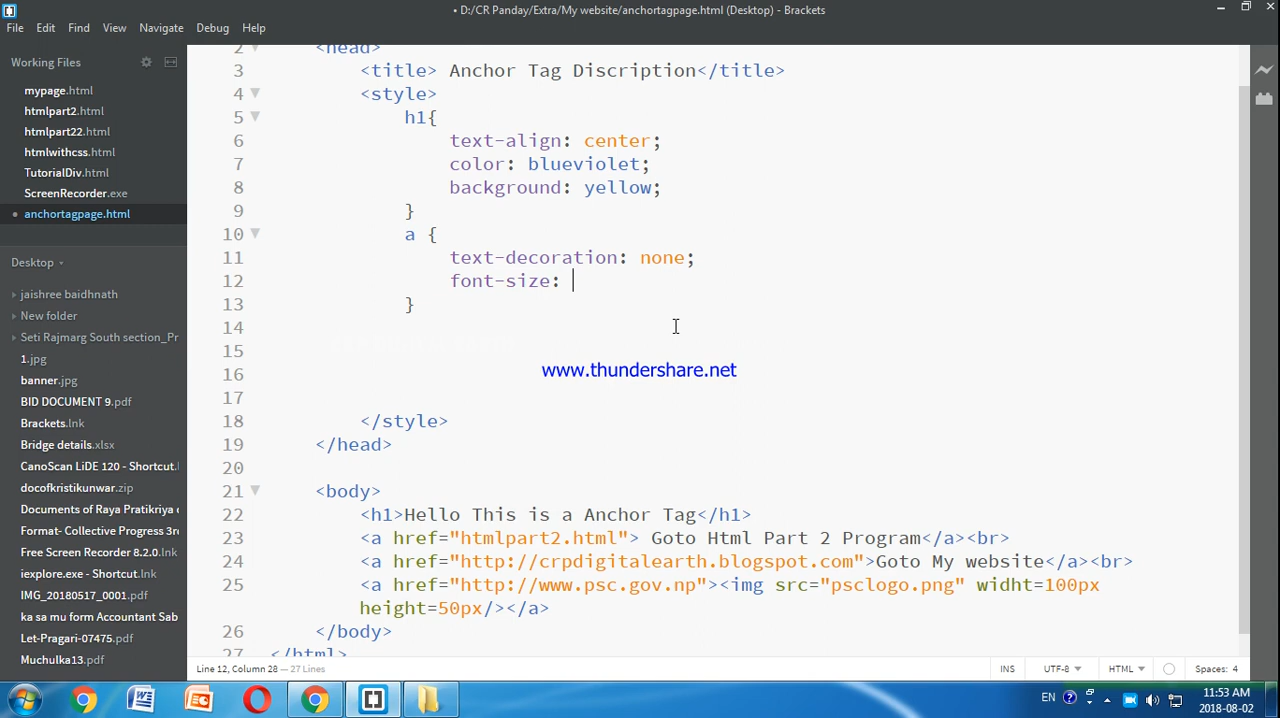 • D:/CR Panday/Extra/My website/anchortagpage.html (Desktop) - Brackets
File Edit Find View Navigate Debug Help
Working Files
mypage.html
htmlpart2.html
htmlpart22.html
htmlwithcss.html
TutorialDiv.html
ScreenRecorder.exe
• anchortagpage.html
Desktop
jaishree baidhnath
New folder
Seti Rajmarg South section_Pr
1.jpg
banner.jpg
BID DOCUMENT 9.pdf
Brackets.lnk
Bridge details.xlsx
CanoScan LiDE 120 - Shortcut.l
docofkristikunwar.zip
Documents of Raya Pratikriya
Format- Collective Progress 3r
Free Screen Recorder 8.2.0.lnk
iexplore.exe - Shortcut.lnk
IMG_20180517_0001.pdf
ka sa mu form Accountant Sab
Let-Pragari-07475.pdf
Muchulka13.pdf
2 <head>
3 <title> Anchor Tag Discription</title>
4 <style>
5 h1{
6 text-align: center;
7 color: blueviolet;
8 background: yellow;
9 }
10 a {
11 text-decoration: none;
12 font-size:
13 }
14
15
16
17
www.thundershare.net
18 </style>
19 </head>
20
21 <body>
22 <h1>Hello This is a Anchor Tag</h1>
23 <a href="htmlpart2.html"> Goto Html Part 2 Program</a><br>
24 <a href="http://crpdigitalearth.blogspot.com">Goto My website</a><br>
25 <a href="http://www.psc.gov.np"><img src="psclogo.png" widht=100px
height=50px/></a>
26 </body>
27 </html>
Line 12, Column 28 — 27 Lines
INS UTF-8 HTML Spaces: 4
EN 11:53 AM
2018-08-02